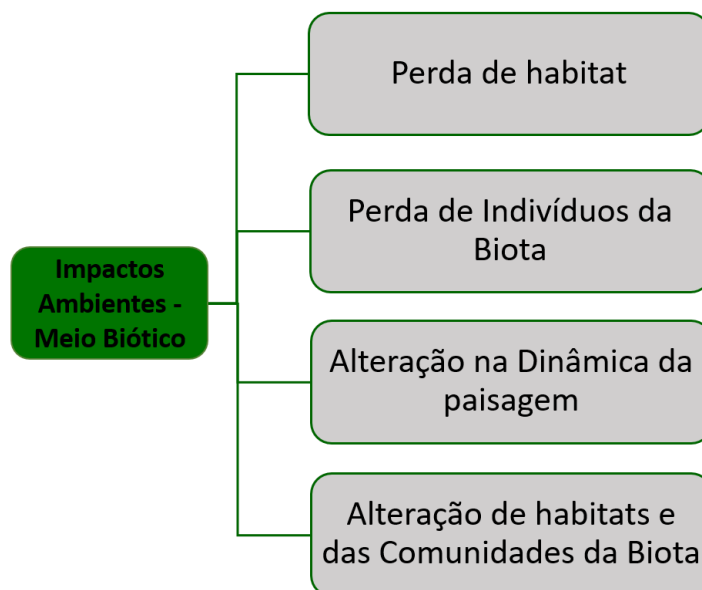 Perda de habitat
Perda de Indivíduos da
Biota
Impactos
Ambientes -
Meio Biótico
Alteração na Dinâmica da
paisagem
Alteração de habitats e
das Comunidades da Biota